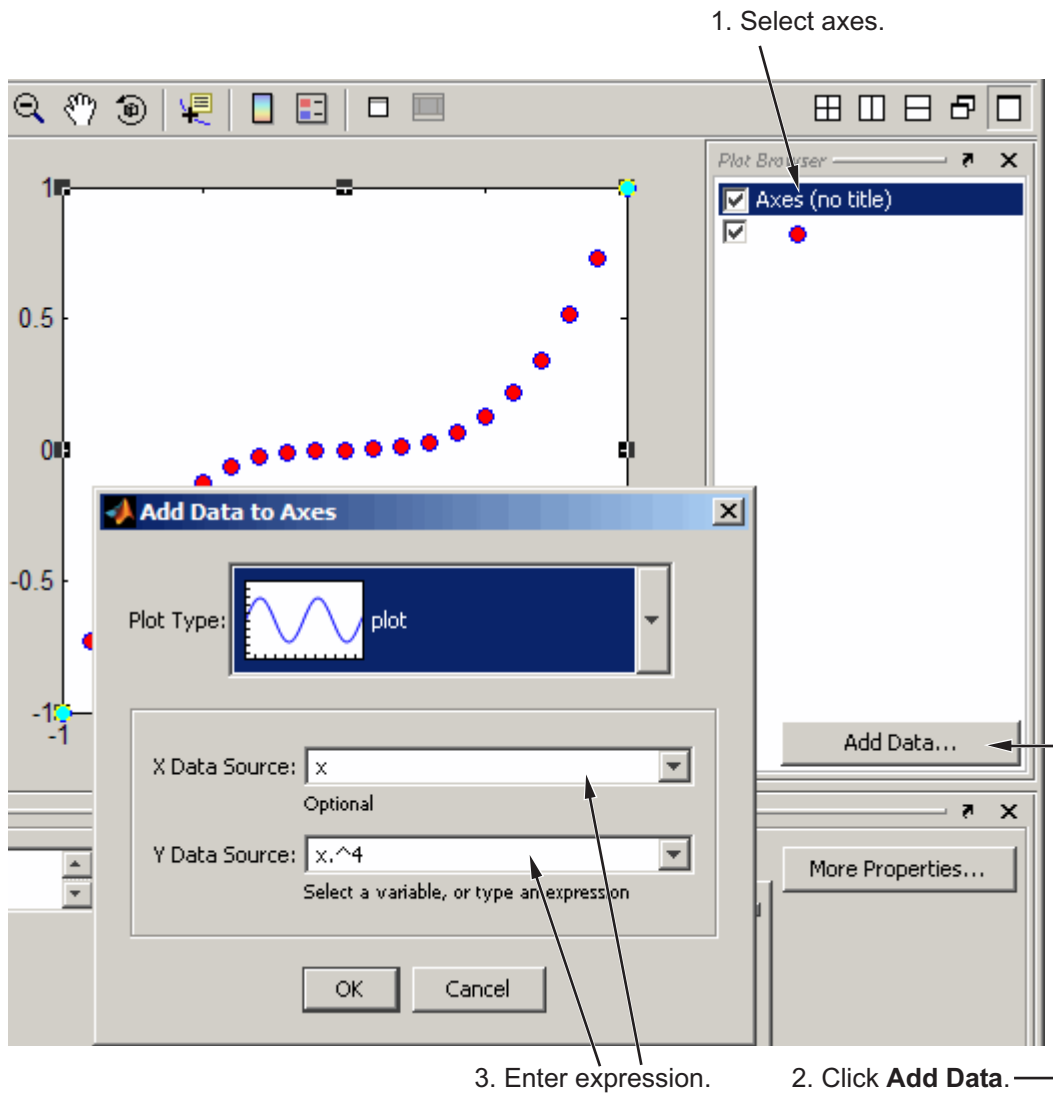 1. Select axes.
Plot Browser
Axes (no title)
1
0.5
0
-0.5
-1
-1
Add Data to Axes
Plot Type:
plot
Add Data...
X Data Source:
x
Optional
Y Data Source:
x.^4
Select a variable, or type an expression
More Properties...
OK
Cancel
3. Enter expression.
2. Click Add Data.